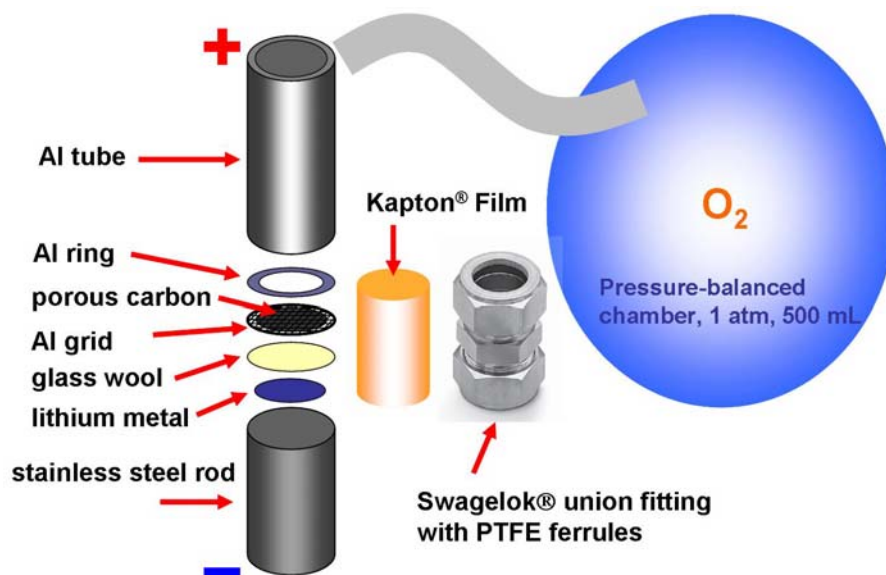 +
Al tube
Kapton® Film
O2
Al ring
porous carbon
Al grid
glass wool
lithium metal
Pressure-balanced
chamber, 1 atm, 500 mL
stainless steel rod
Swagelok® union fitting
with PTFE ferrules
−